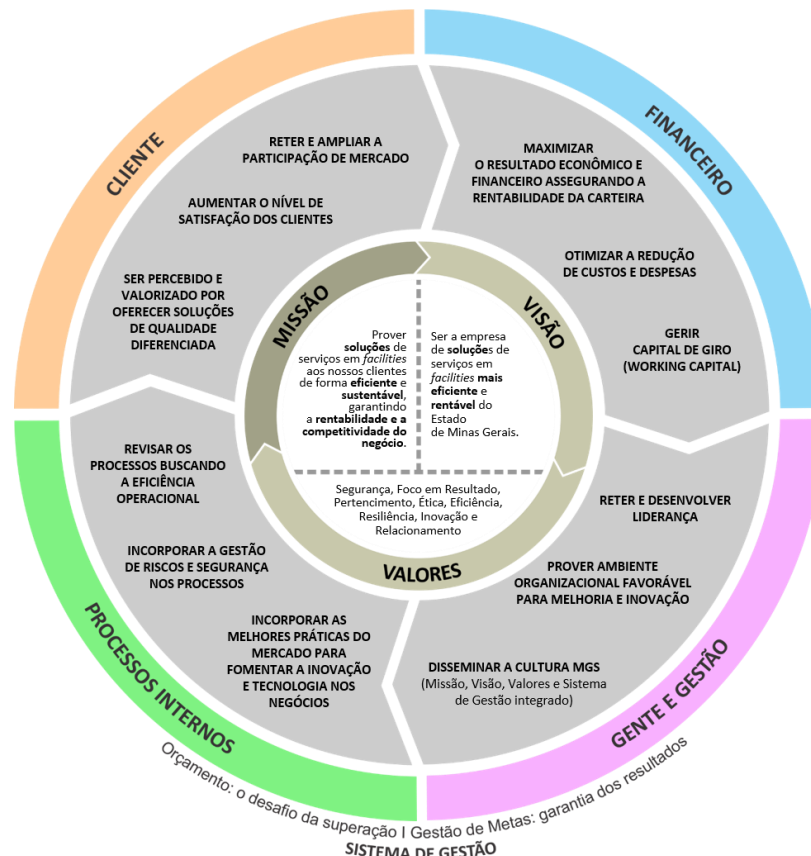 CLIENTE
RETER E AMPLIAR A
PARTICIPAÇÃO DE MERCADO
AUMENTAR O NÍVEL DE
SATISFAÇÃO DOS CLIENTES
SER PERCEBIDO E
VALORIZADO POR
OFERECER SOLUÇÕES
DE QUALIDADE
DIFERENCIADA
FINANCEIRO
MAXIMIZAR
O RESULTADO ECONÔMICO E
FINANCEIRO ASSEGURANDO A
RENTABILIDADE DA CARTEIRA
OTIMIZAR A REDUÇÃO
DE CUSTOS E DESPESAS
GERIR
CAPITAL DE GIRO
(WORKING CAPITAL)
MISSÃO
Prover
soluções de
serviços em facilities
aos nossos clientes
de forma eficiente e
sustentável,
garantindo
a rentabilidade e a
competitividade do
negócio.
VISÃO
Ser a empresa
de soluções de
serviços em
facilities mais
eficiente e
rentável do
Estado
de Minas Gerais.
Segurança, Foco em Resultado,
Pertencimento, Ética, Eficiência,
Resiliência, Inovação e
Relacionamento
VALORES
REVISAR OS
PROCESSOS BUSCANDO
A EFICIÊNCIA
OPERACIONAL
INCORPORAR A GESTÃO
DE RISCOS E SEGURANÇA
NOS PROCESSOS
INCORPORAR AS
MELHORES PRÁTICAS DO
MERCADO PARA
FOMENTAR A INOVAÇÃO
E TECNOLOGIA NOS
NEGÓCIOS
PROCESSOS INTERNOS
RETER E DESENVOLVER
LIDERANÇA
PROVER AMBIENTE
ORGANIZACIONAL FAVORÁVEL
PARA MELHORIA E INOVAÇÃO
DISSEMINAR A CULTURA MGS
(Missão, Visão, Valores e Sistema
de Gestão integrado)
GENTE E GESTÃO
Orçamento: o desafio da superação I Gestão de Metas: garantia dos resultados
SISTEMA DE GESTÃO